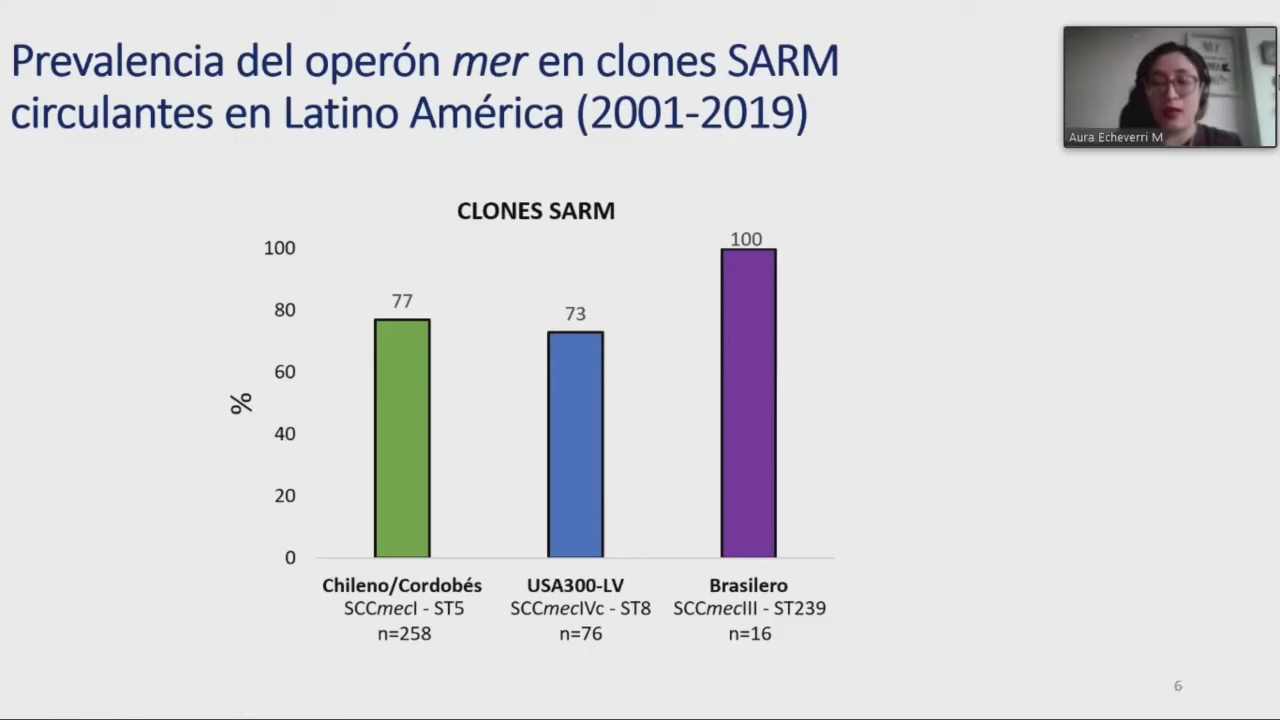 Prevalencia del operón mer en clones SARM
circulantes en Latino América (2001-2019)
Aura Echeverri M
CLONES SARM
%
100
80
60
40
20
0
77
73
100
Chileno/Cordobés
SCCmecI - ST5
n=258
USA300-LV
SCCmecIVc - ST8
n=76
Brasilero
SCCmecIII - ST239
n=16
6